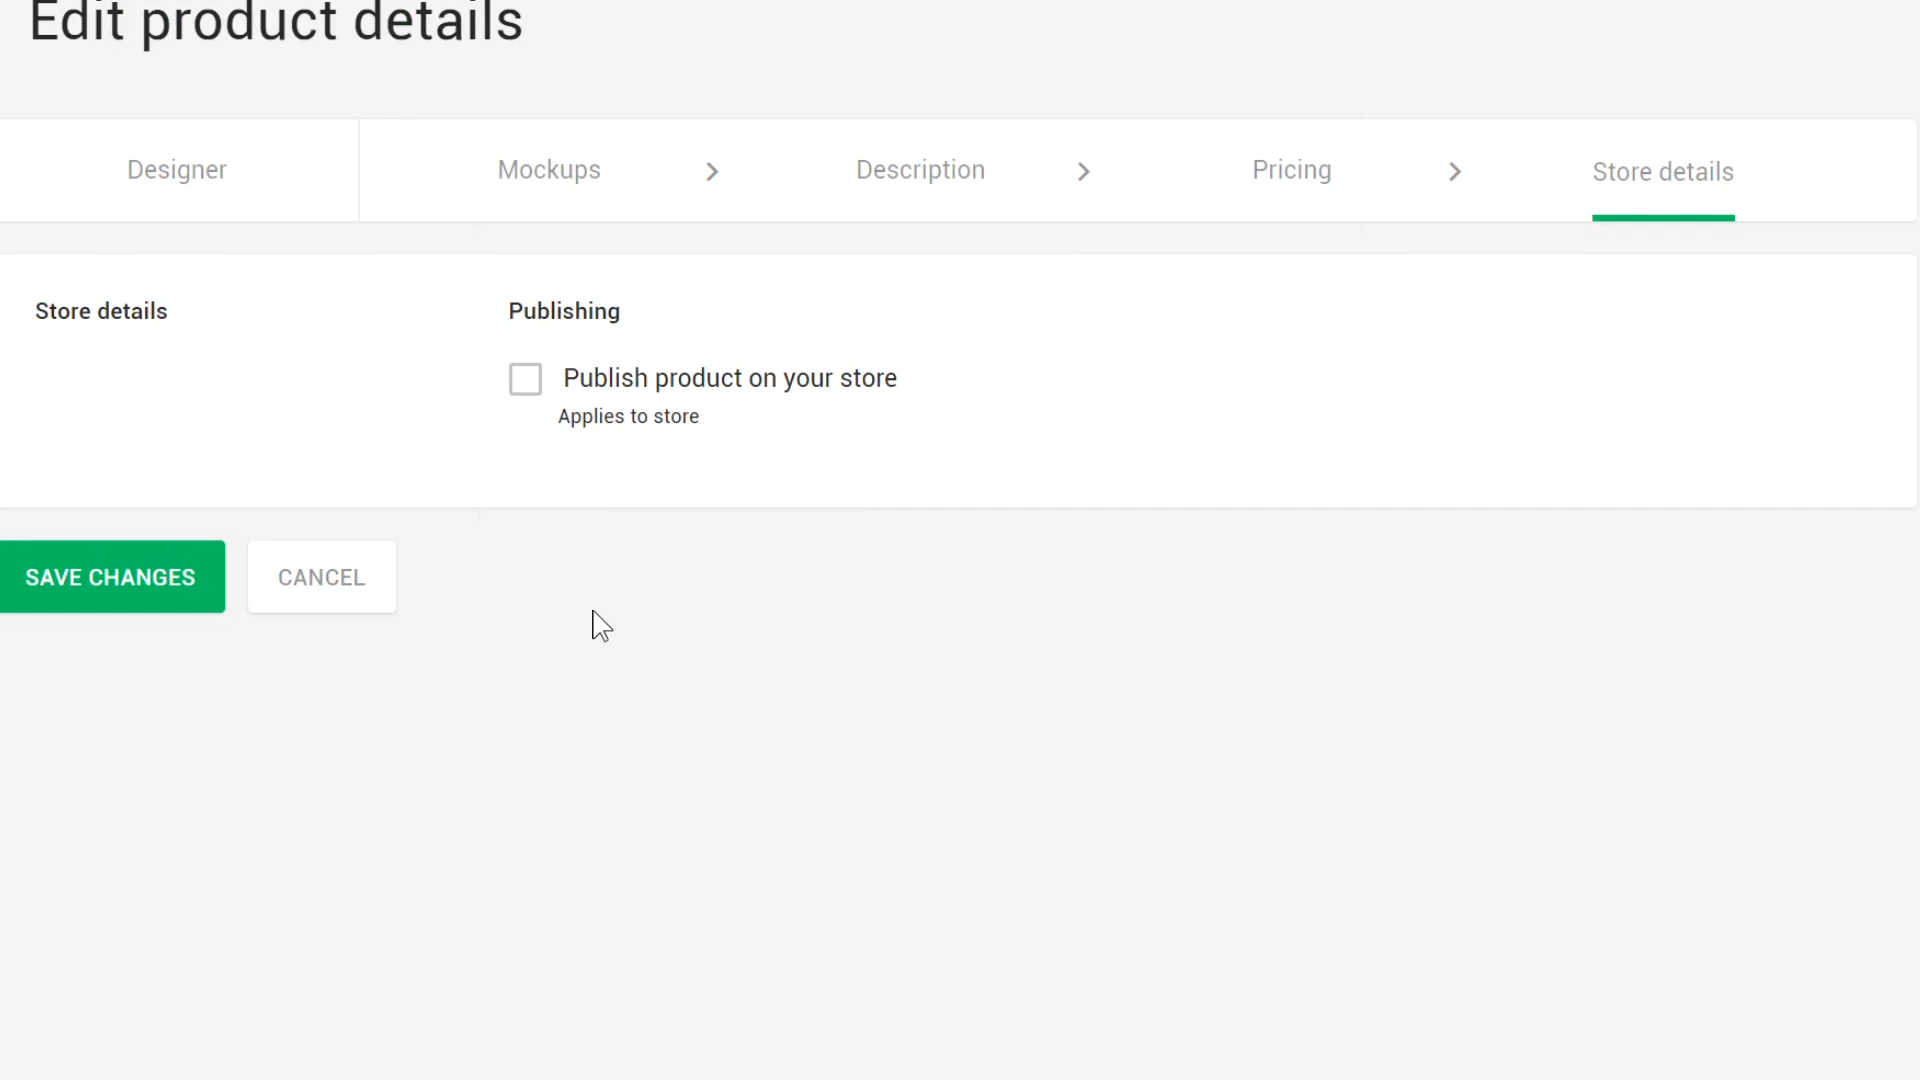 Edit product details
Designer
Mockups
Description
Pricing
Store details
Store details
Publishing
Publish product on your store
Applies to store
SAVE CHANGES
CANCEL